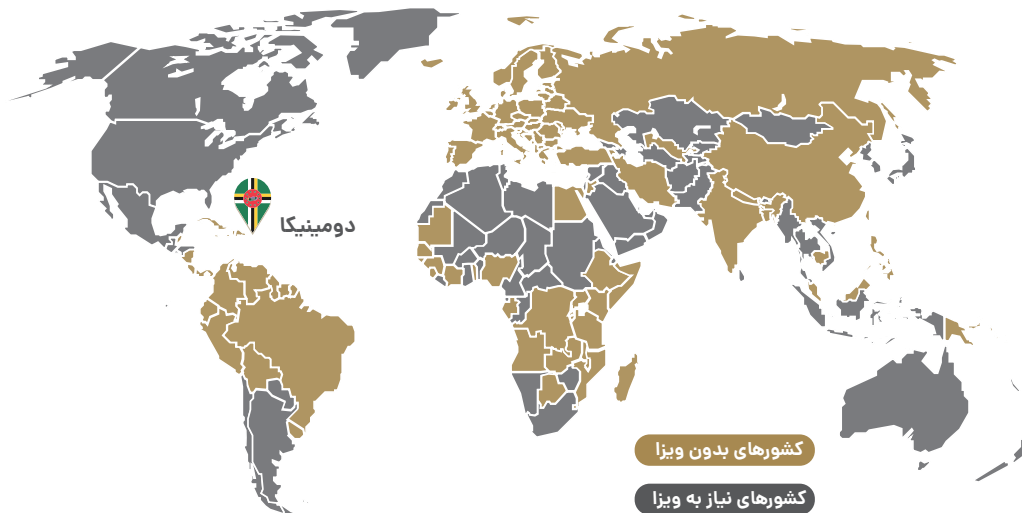 دومینیکا
کشورهای بدون ویزا
کشورهای نیاز به ویزا